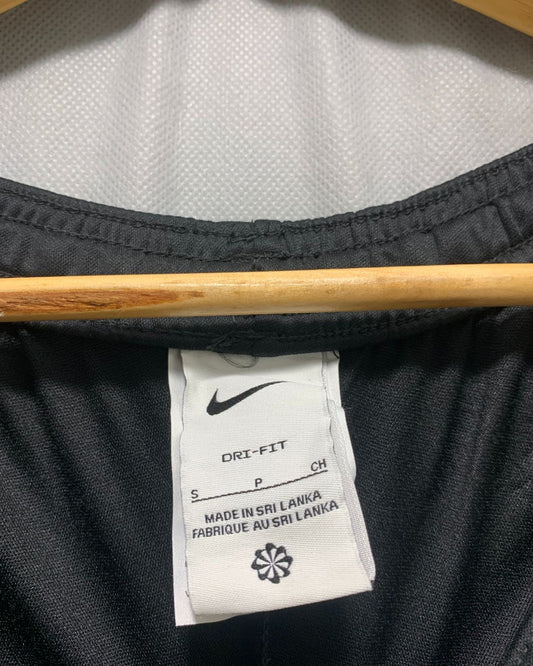 DRI-FIT
S P CH
MADE IN SRI LANKA
FABRIQUE AU SRI LANKA